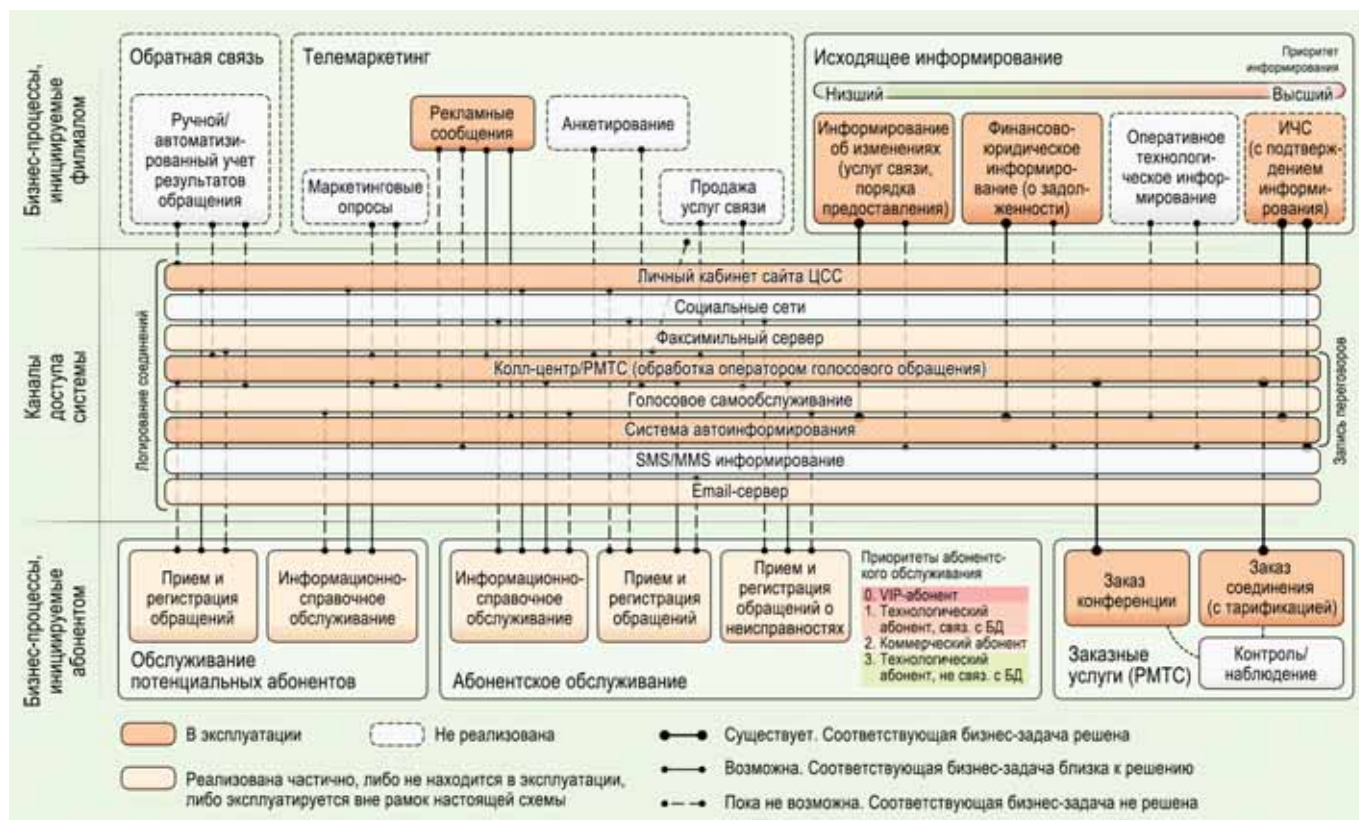 Бизнес-процессы,
инициируемые
филиалом
Обратная связь
Ручной/
автоматизи-
рованный учет
результатов
обращения
Телемаркетинг
Рекламные
сообщения
Анкетирование
Маркетинговые
опросы
Продажа
услуг связи
Исходящее информирование
Приоритет
информирования
Низший
Высший
Информирование
об изменениях
(услуг связи,
порядка
предоставления)
Финансово-
юридическое
информиро-
вание (о задол-
женности)
Оперативное
технологи-
ческое инфор-
мирование
ИЧС
(с подтверж-
дением
информи-
рования)
Каналы
доступа
системы
Логирование соединений
Личный кабинет сайта ЦСС
Социальные сети
Факсимильный сервер
Колл-центр/РМТС (обработка оператором голосового обращения)
Голосовое самообслуживание
Система автоинформирования
SMS/MMS информирование
Email-сервер
Запись переговоров
Бизнес-процессы,
инициируемые
абонентом
Прием и
регистрация
обращений
Информационно-
справочное
обслуживание
Обслуживание
потенциальных абонентов
Информационно-
справочное
обслуживание
Прием и
регистрация
обращений
Прием и
регистрация
обращений о
неисправностях
Абонентское обслуживание
Приоритеты абонентс-
кого обслуживания
0. VIP-абонент
1. Технологический
абонент, связ. с БД
2. Коммерческий абонент
3. Технологический
абонент, не связ. с БД
Заказ
конференции
Заказ
соединения
(с тарификацией)
Заказные
услуги (РМТС)
Контроль/
наблюдение
В эксплуатации
Не реализована
Реализована частично, либо не находится в эксплуатации,
либо эксплуатируется вне рамок настоящей схемы
Существует. Соответствующая бизнес-задача решена
Возможна. Соответствующая бизнес-задача близка к решению
Пока не возможна. Соответствующая бизнес-задача не решена